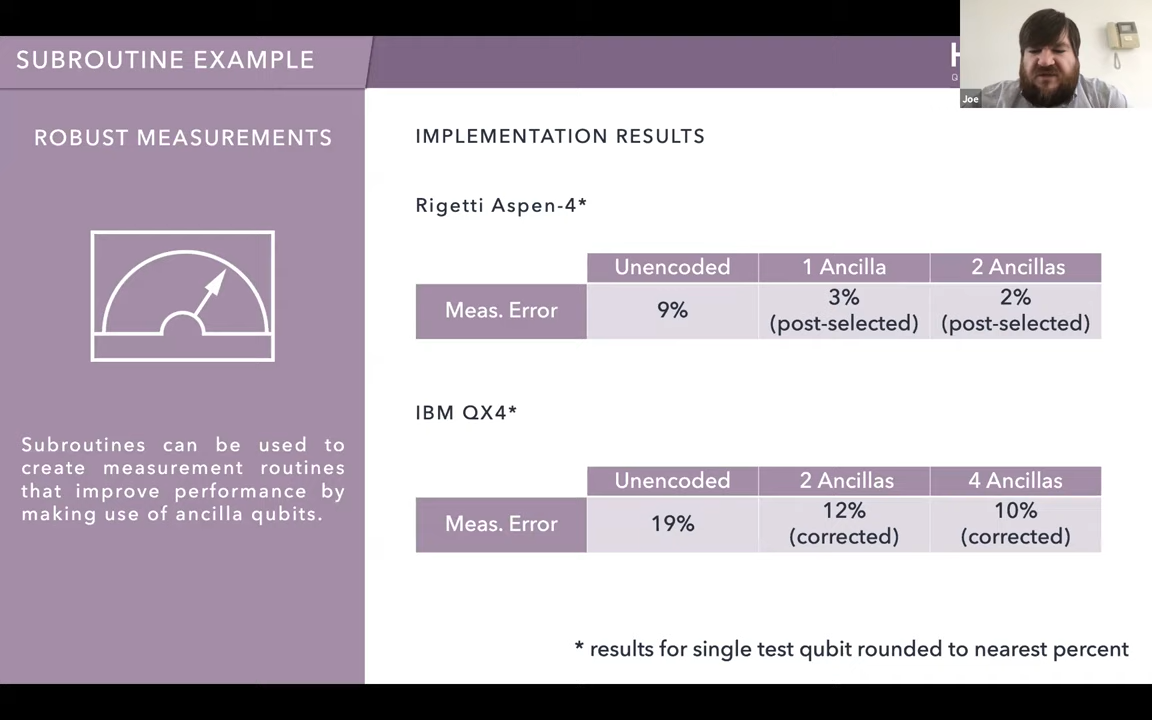 SUBROUTINE EXAMPLE
H
Q
Joe
ROBUST MEASUREMENTS
Subroutines can be used to
create measurement routines
that improve performance by
making use of ancilla qubits.
IMPLEMENTATION RESULTS
Rigetti Aspen-4*
Unencoded 1 Ancilla 2 Ancillas
Meas. Error 9% 3% (post-selected) 2% (post-selected)
IBM QX4*
Unencoded 2 Ancillas 4 Ancillas
Meas. Error 19% 12% (corrected) 10% (corrected)
* results for single test qubit rounded to nearest percent